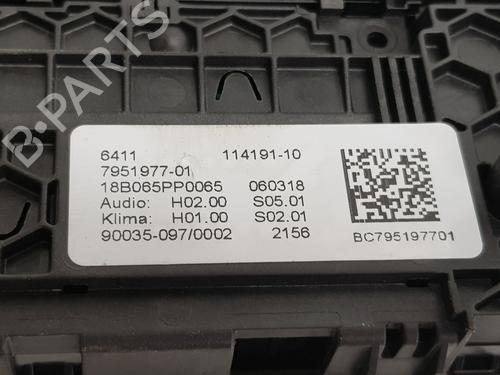 B-PARTS
6411 114191-10
7951977-01
18B065PP0065 060318
Audio: H02.00 S05.01
Klima: H01.00 S02.01
90035-097/0002 2156
BC795197701